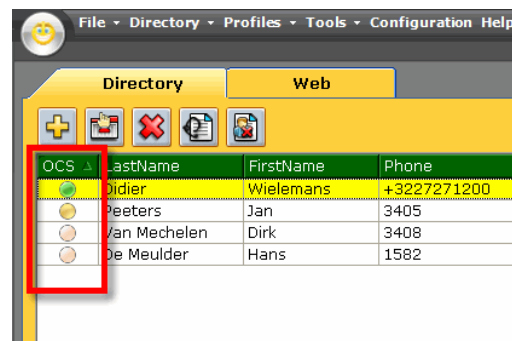 File Directory Profiles Tools Configuration Help
Directory Web
OCS LastName FirstName Phone
Didier Wielemans +3227271200
Peeters Jan 3405
Van Mechelen Dirk 3408
De Meulder Hans 1582